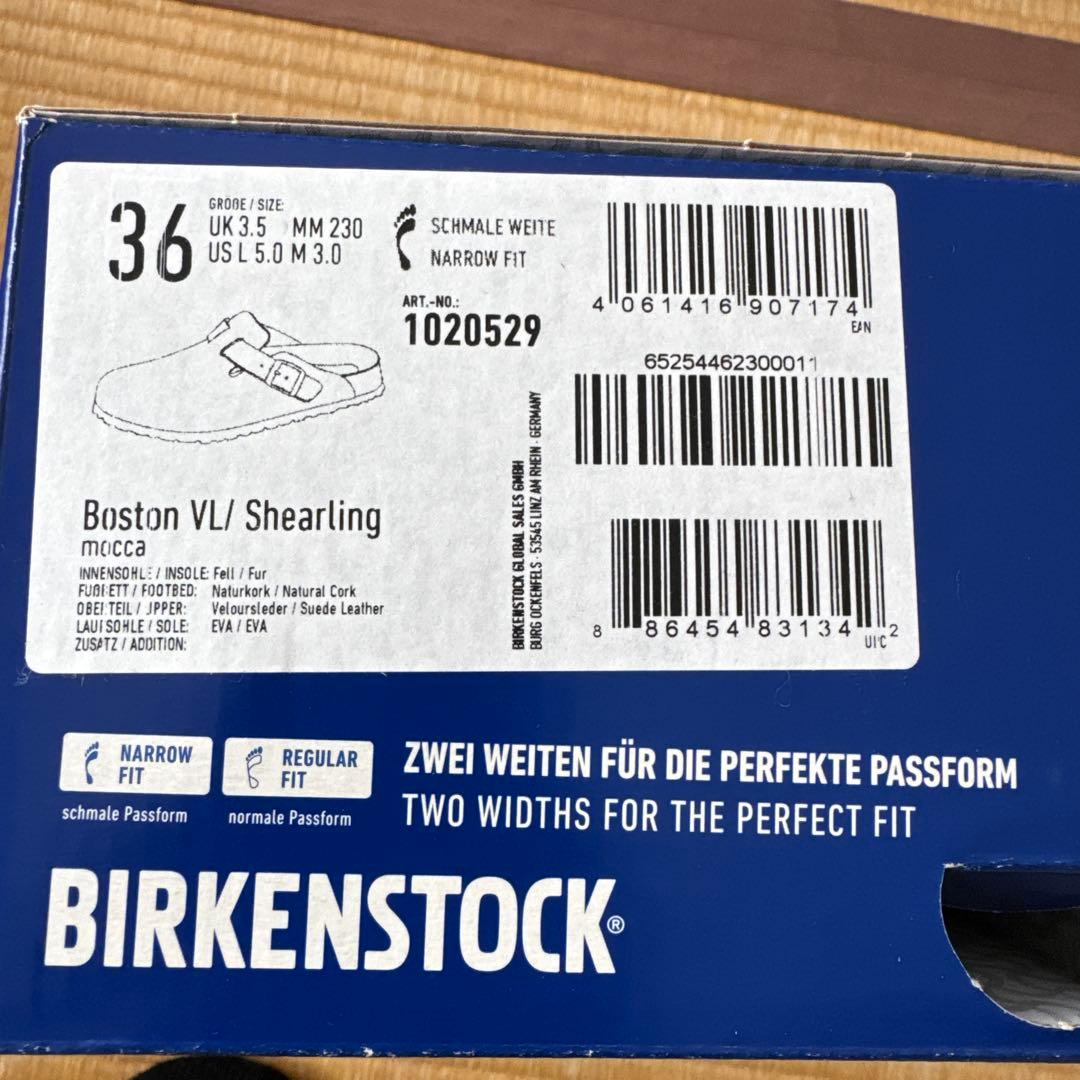 36
GRÖßE / SIZE:
UK 3.5 MM 230
US L 5.0 M 3.0
SCHMALE WEITE
NARROW FIT
ART.-NO.:
1020529
4 061416 907174
EAN
65254462300011
8 86454 83134 2
UPC
BIRKENSTOCK GLOBAL SALES GMBH
BURG OCKENFELS · 53545 LINZ AM RHEIN · GERMANY
Boston VL/ Shearling
mocca
INNENSOHLE / INSOLE: Fell / Fur
FUßBETT / FOOTBED: Naturkork / Natural Cork
OBERTEIL / UPPER: Veloursleder / Suede Leather
LAUFSOHLE / SOLE: EVA / EVA
ZUSATZ / ADDITION:
NARROW FIT
schmale Passform
REGULAR FIT
normale Passform
ZWEI WEITEN FÜR DIE PERFEKTE PASSFORM
TWO WIDTHS FOR THE PERFECT FIT
BIRKENSTOCK®